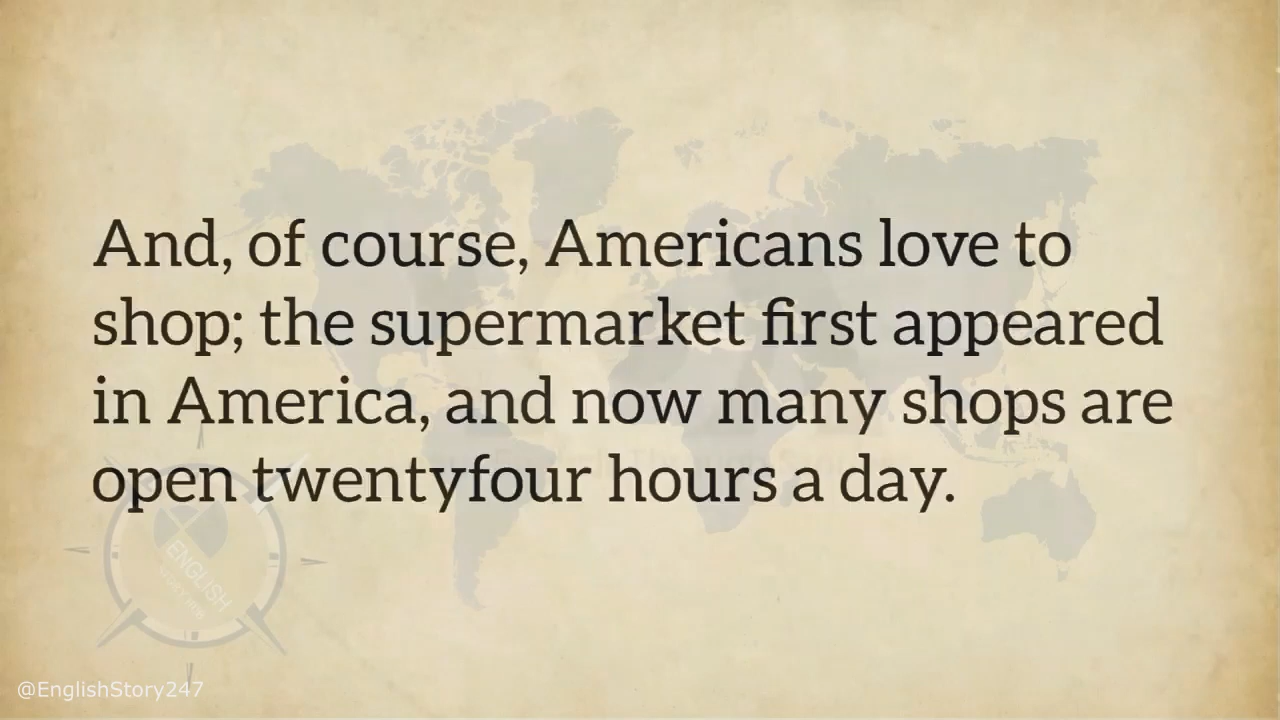 And, of course, Americans love to
shop; the supermarket first appeared
in America, and now many shops are
open twentyfour hours a day.
ENGLISH
@EnglishStory247